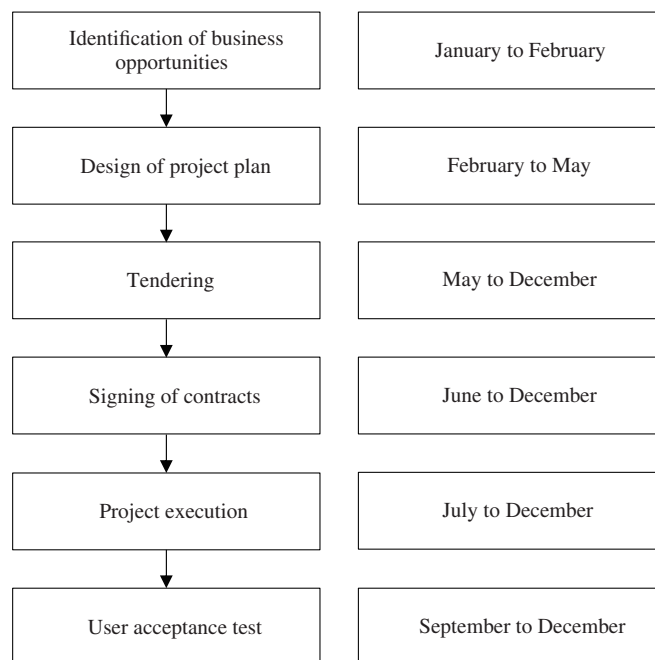 Identification of business
opportunities
January to February
Design of project plan
February to May
Tendering
May to December
Signing of contracts
June to December
Project execution
July to December
User acceptance test
September to December